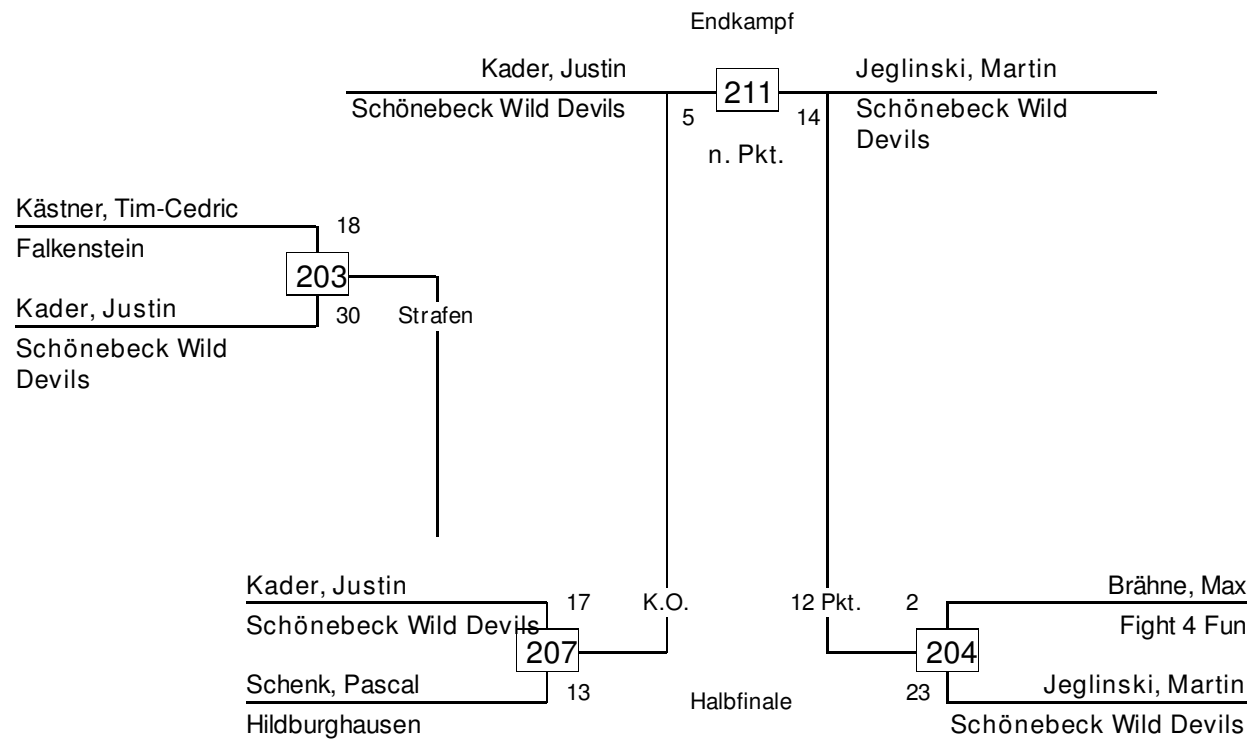 Endkampf
Kader, Justin
Jeglinski, Martin
211
Schönebeck Wild Devils
Schönebeck Wild
Devils
5
14
n. Pkt.
Kästner, Tim-Cedric
18
Falkenstein
203
Kader, Justin
30
Strafen
Schönebeck Wild
Devils
Kader, Justin
17
K.O.
12 Pkt.
2
Brähne, Max
Schönebeck Wild Devils
Fight 4 Fun
207
204
Schenk, Pascal
13
Halbfinale
23
Jeglinski, Martin
Hildburghausen
Schönebeck Wild Devils